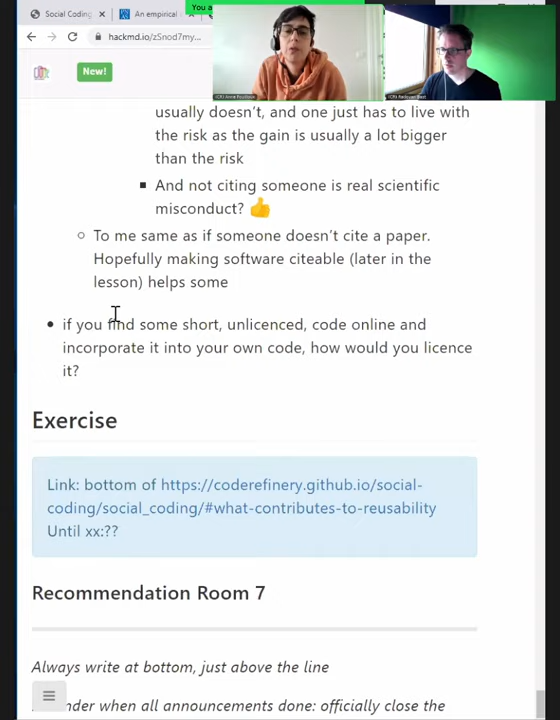 Social Coding
An empirical
You a
hackmd.io/zSnod7my...
New!
usually doesn't, and one just has to live with
the risk as the gain is usually a lot bigger
than the risk
And not citing someone is real scientific
misconduct? 👍
To me same as if someone doesn't cite a paper.
Hopefully making software citeable (later in the
lesson) helps some
if you find some short, unlicenced, code online and
incorporate it into your own code, how would you licence
it?
Exercise
Link: bottom of https://coderefinery.github.io/social-
coding/social_coding/#what-contributes-to-reusability
Until xx:??
Recommendation Room 7
Always write at bottom, just above the line
nder when all announcements done: officially close the